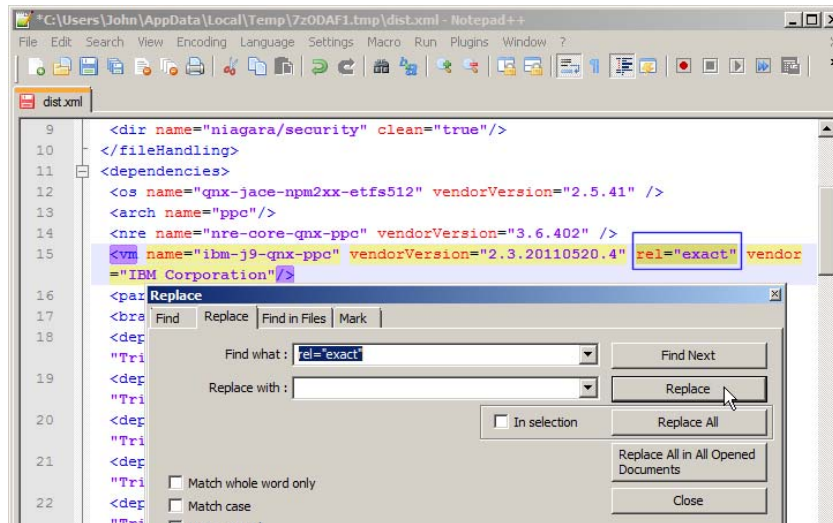 *C:\Users\John\AppData\Local\Temp\7zODAF1.tmp\dist.xml - Notepad++
File Edit Search View Encoding Language Settings Macro Run Plugins Window ?
dist.xml
9 <dir name="niagara/security" clean="true"/>
10 </fileHandling>
11 <dependencies>
12 <os name="qnx-jace-npm2xx-etfs512" vendorVersion="2.5.41" />
13 <arch name="ppc"/>
14 <nre name="nre-core-qnx-ppc" vendorVersion="3.6.402" />
15 <vm name="ibm-j9-qnx-ppc" vendorVersion="2.3.20110520.4" rel="exact" vendor
="IBM Corporation"/>
16 <par
Replace
17 <bra
Find Replace Find in Files Mark
18 <dep
"Tri
Find what : rel="exact" Find Next
19 <dep
"Tri
Replace with : Replace
20 <dep
"Tri
In selection Replace All
21 <dep
"Tri
Replace All in All Opened
Documents
Match whole word only
22 <dep
Match case
Close